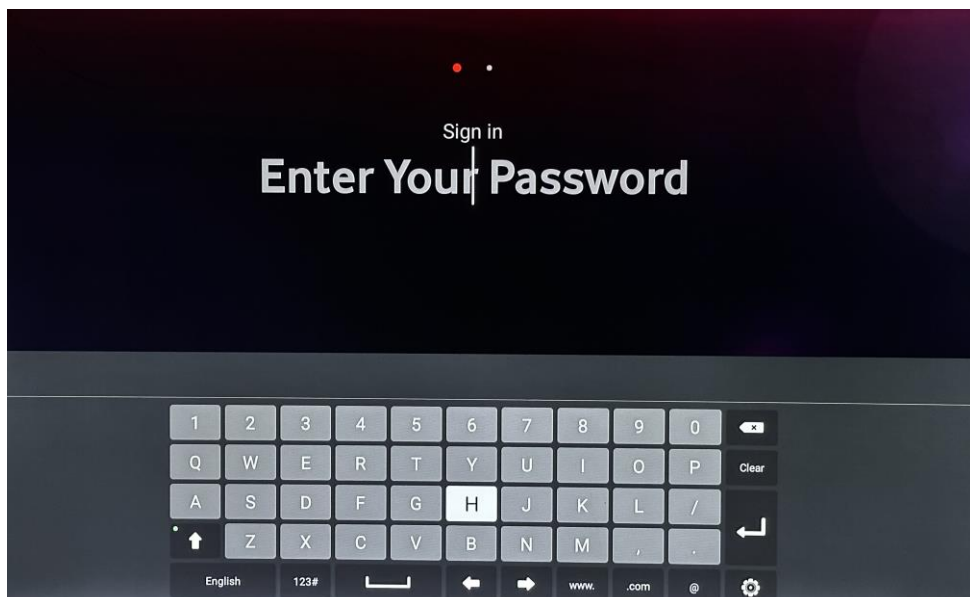 Sign in
Enter Your Password
1 2 3 4 5 6 7 8 9 0
Q W E R T Y U I O P Clear
A S D F G H J K L /
Z X C V B N M , .
English 123# www. .com @